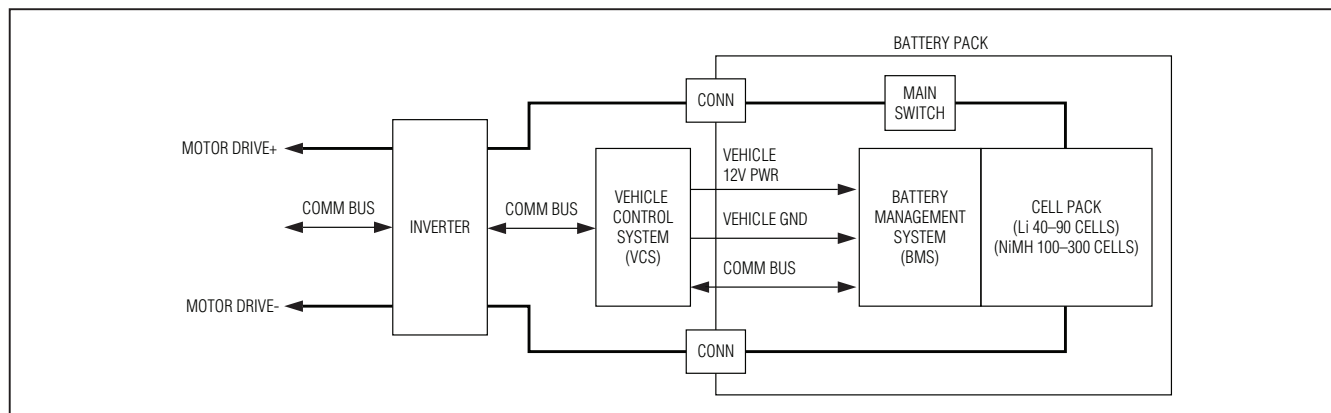 BATTERY PACK
CONN
MAIN
SWITCH
MOTOR DRIVE+
COMM BUS
MOTOR DRIVE-
INVERTER
COMM BUS
VEHICLE
CONTROL
SYSTEM
(VCS)
VEHICLE
12V PWR
VEHICLE GND
COMM BUS
BATTERY
MANAGEMENT
SYSTEM
(BMS)
CELL PACK
(Li 40–90 CELLS)
(NiMH 100–300 CELLS)
CONN